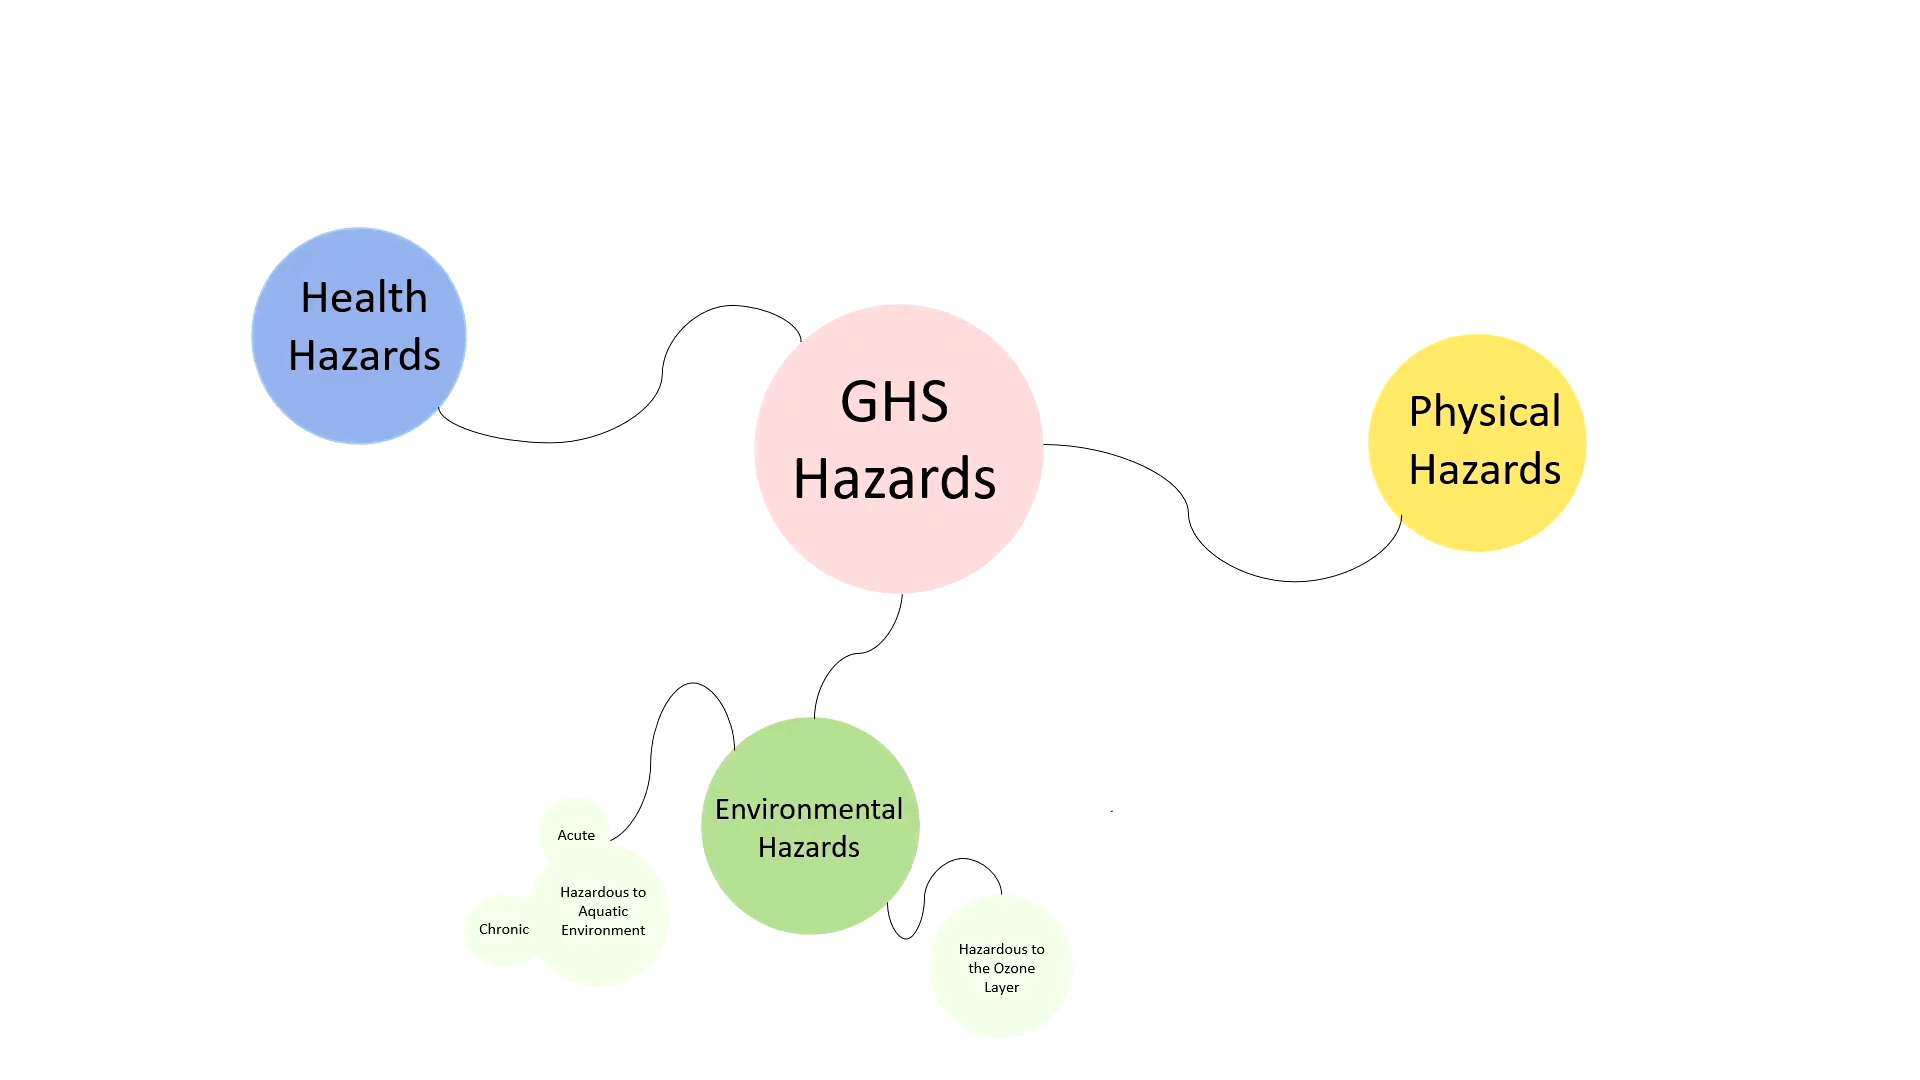 Health
Hazards
GHS
Hazards
Physical
Hazards
Environmental
Hazards
Acute
Chronic
Hazardous to
Aquatic
Environment
Hazardous to
the Ozone
Layer